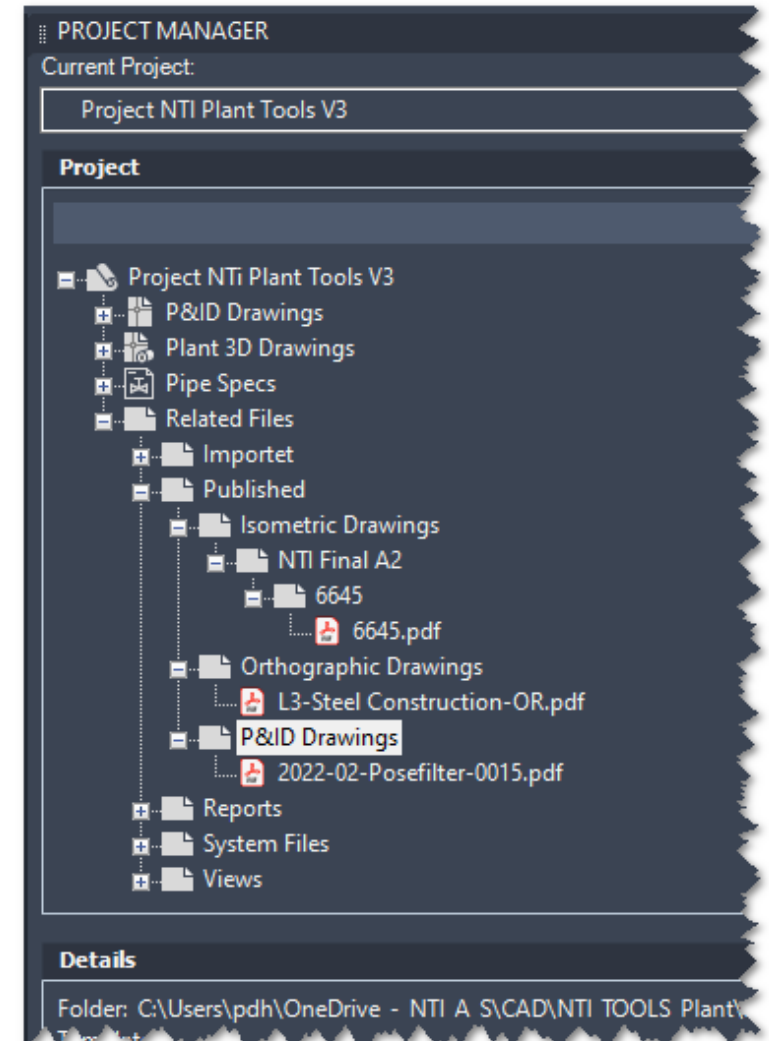 PROJECT MANAGER
Current Project:
Project NTI Plant Tools V3
Project
Project NTi Plant Tools V3
P&ID Drawings
Plant 3D Drawings
Pipe Specs
Related Files
Importet
Published
Isometric Drawings
NTI Final A2
6645
6645.pdf
Orthographic Drawings
L3-Steel Construction-OR.pdf
P&ID Drawings
2022-02-Posefilter-0015.pdf
Reports
System Files
Views
Details
Folder: C:\Users\pdh\OneDrive - NTI A S\CAD\NTI TOOLS Plant\